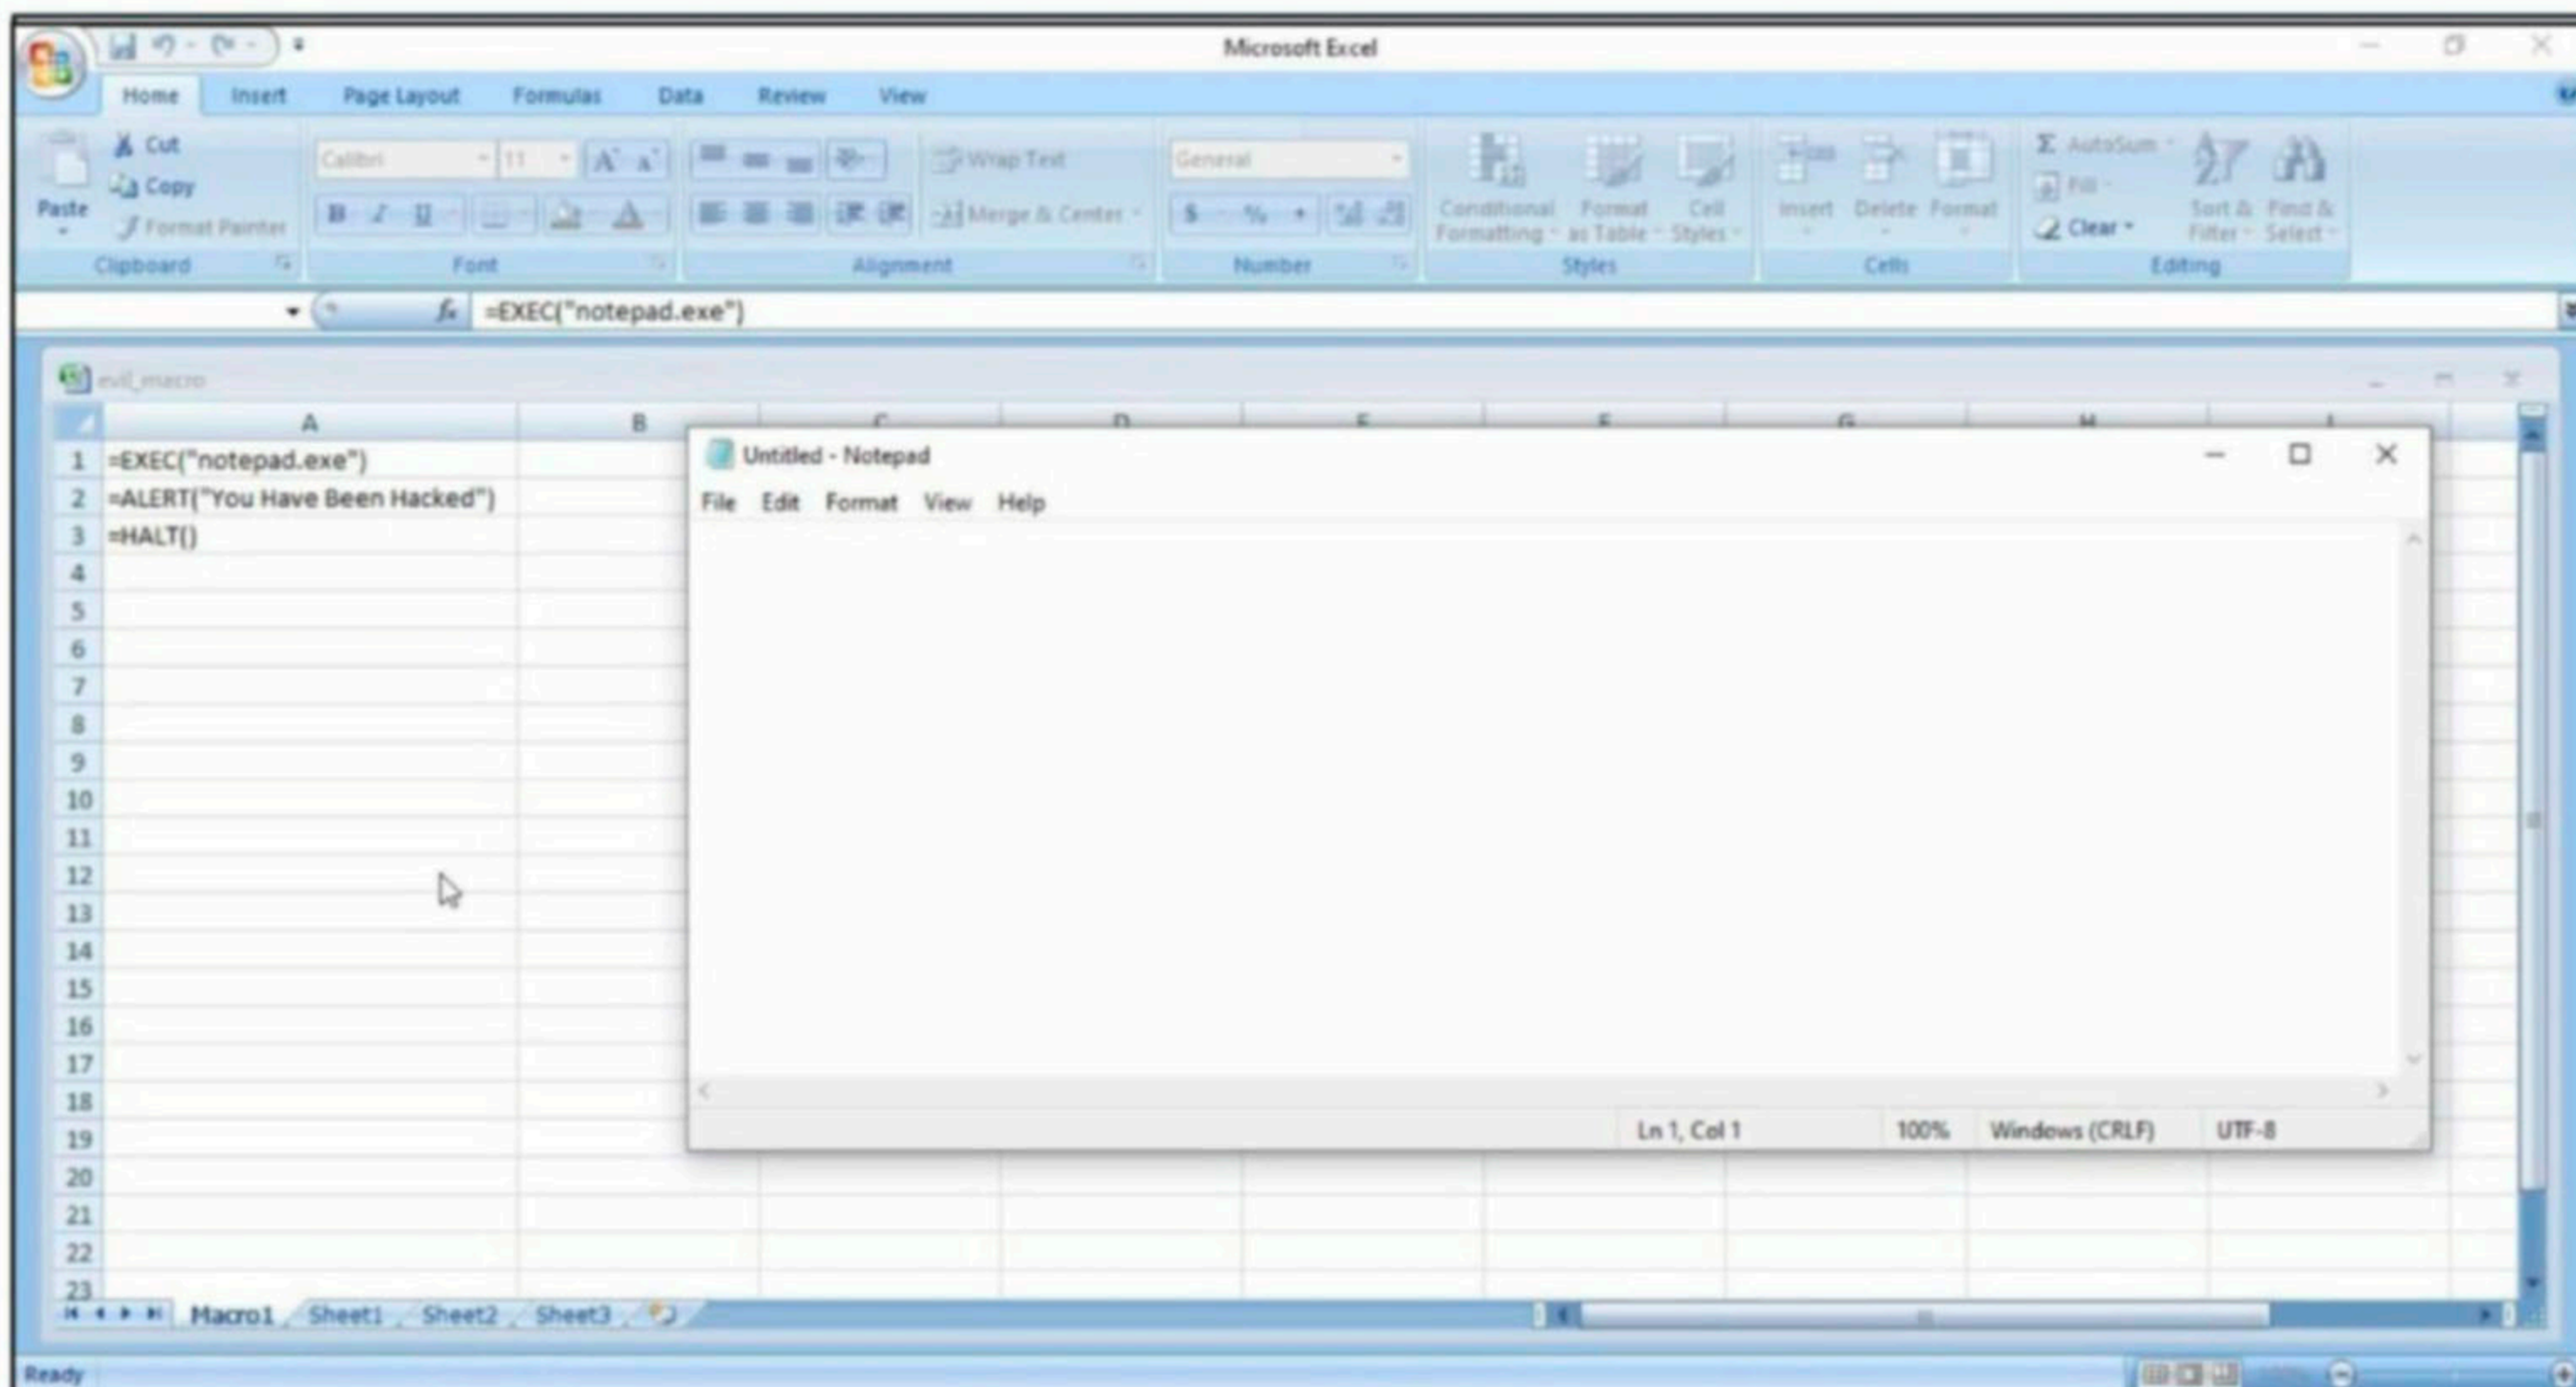 Microsoft Excel
Home Insert Page Layout Formulas Data Review View
Cut
Copy
Paste
Format Painter
Clipboard
Calibri 11 A A
B I U A
Font
Wrap Text
Merge & Center
Alignment
General
$ %
Number
Conditional Formatting
Format as Table
Cell Styles
Styles
Insert Delete Format
Cells
Σ AutoSum
Fill
Clear
Sort & Filter
Find & Select
Editing
fx =EXEC("notepad.exe")
evil_macro
A B C D E F G H I
1 =EXEC("notepad.exe")
2 =ALERT("You Have Been Hacked")
3 =HALT()
4
5
6
7
8
9
10
11
12
13
14
15
16
17
18
19
20
21
22
23
Untitled - Notepad
File Edit Format View Help
Ln 1, Col 1 100% Windows (CRLF) UTF-8
Macro1 Sheet1 Sheet2 Sheet3
Ready